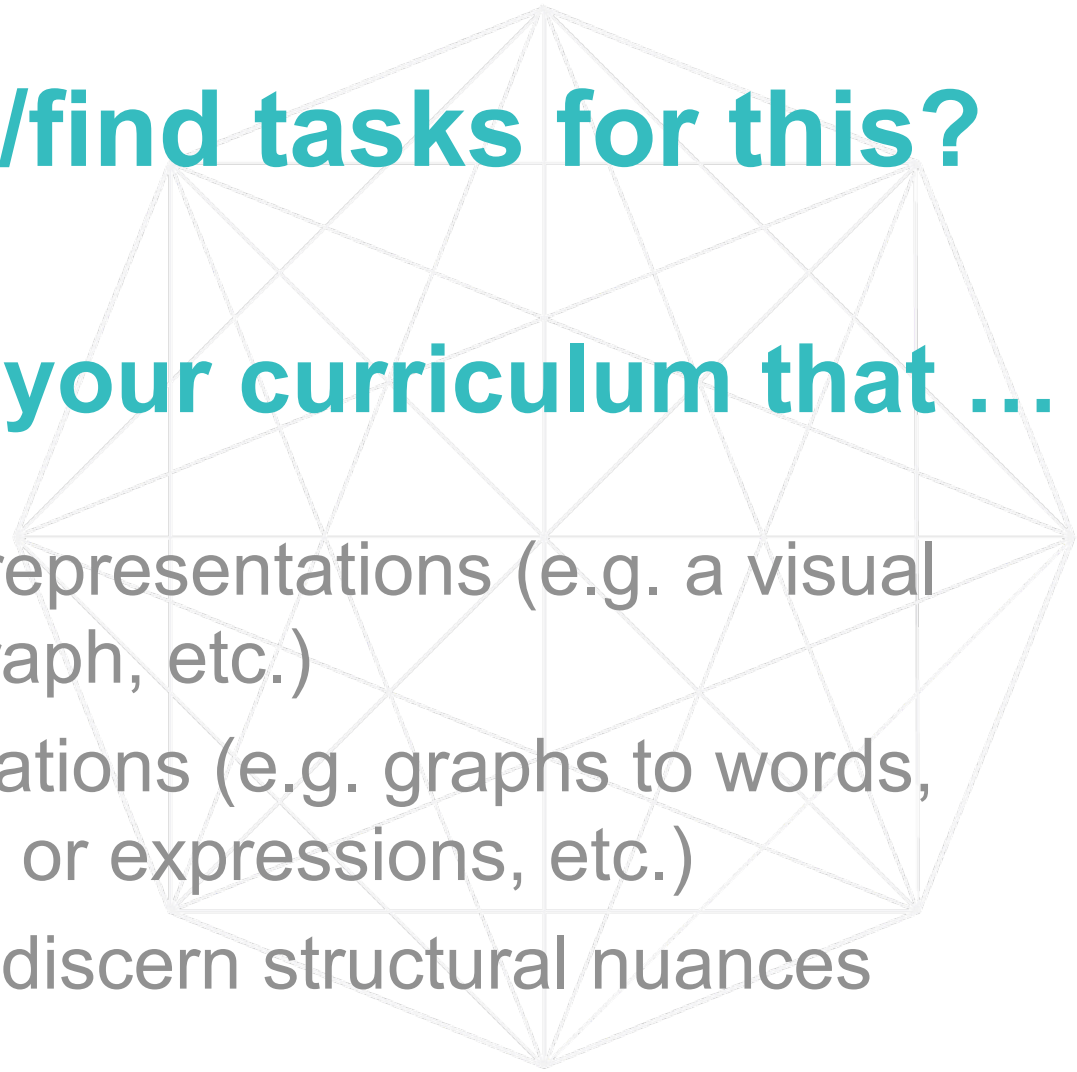 /find tasks for this?
your curriculum that …
representations (e.g. a visual
raph, etc.)
ations (e.g. graphs to words,
or expressions, etc.)
discern structural nuances